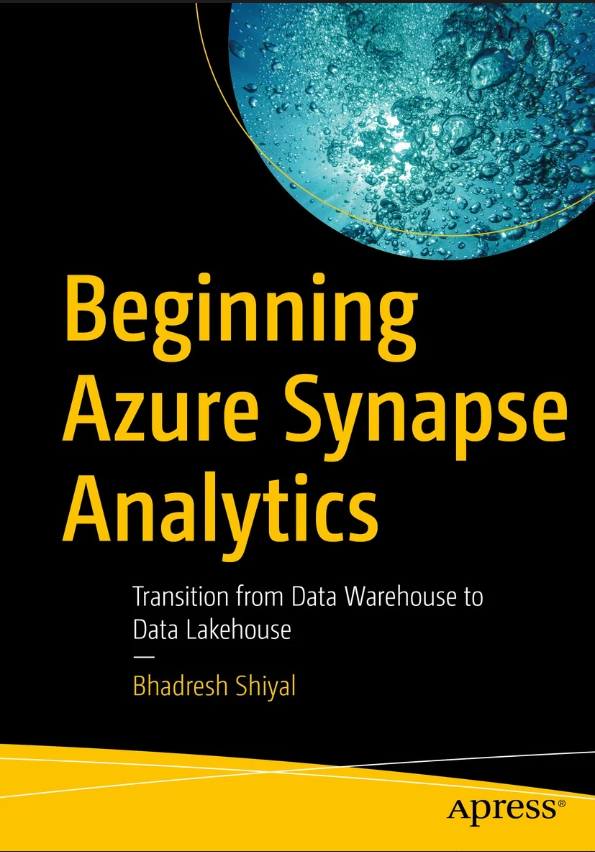 Beginning
Azure Synapse
Analytics
Transition from Data Warehouse to
Data Lakehouse
—
Bhadresh Shiyal
Apress®